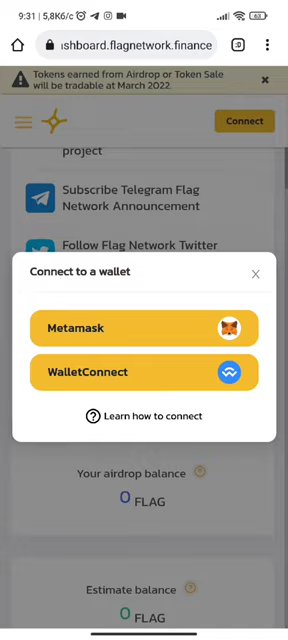 9:31 | 5,8K/c
63
ıshboard.flagnetwork.finance
:D
Tokens earned from Airdrop or Token Sale
will be tradable at March 2022.
Connect
project
Subscribe Telegram Flag
Network Announcement
Follow Flag Network Twitter
Connect to a wallet
Metamask
WalletConnect
? Learn how to connect
Your airdrop balance ?
0 FLAG
Estimate balance ?
0 FLAG